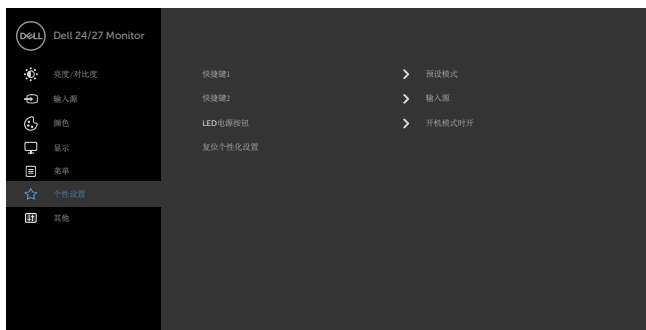 DELL Dell 24/27 Monitor
亮度/对比度
输入源
颜色
显示
菜单
个性设置
其他
快捷键1 预设模式
快捷键2 输入源
LED电源按钮 开机模式时开
复位个性化设置